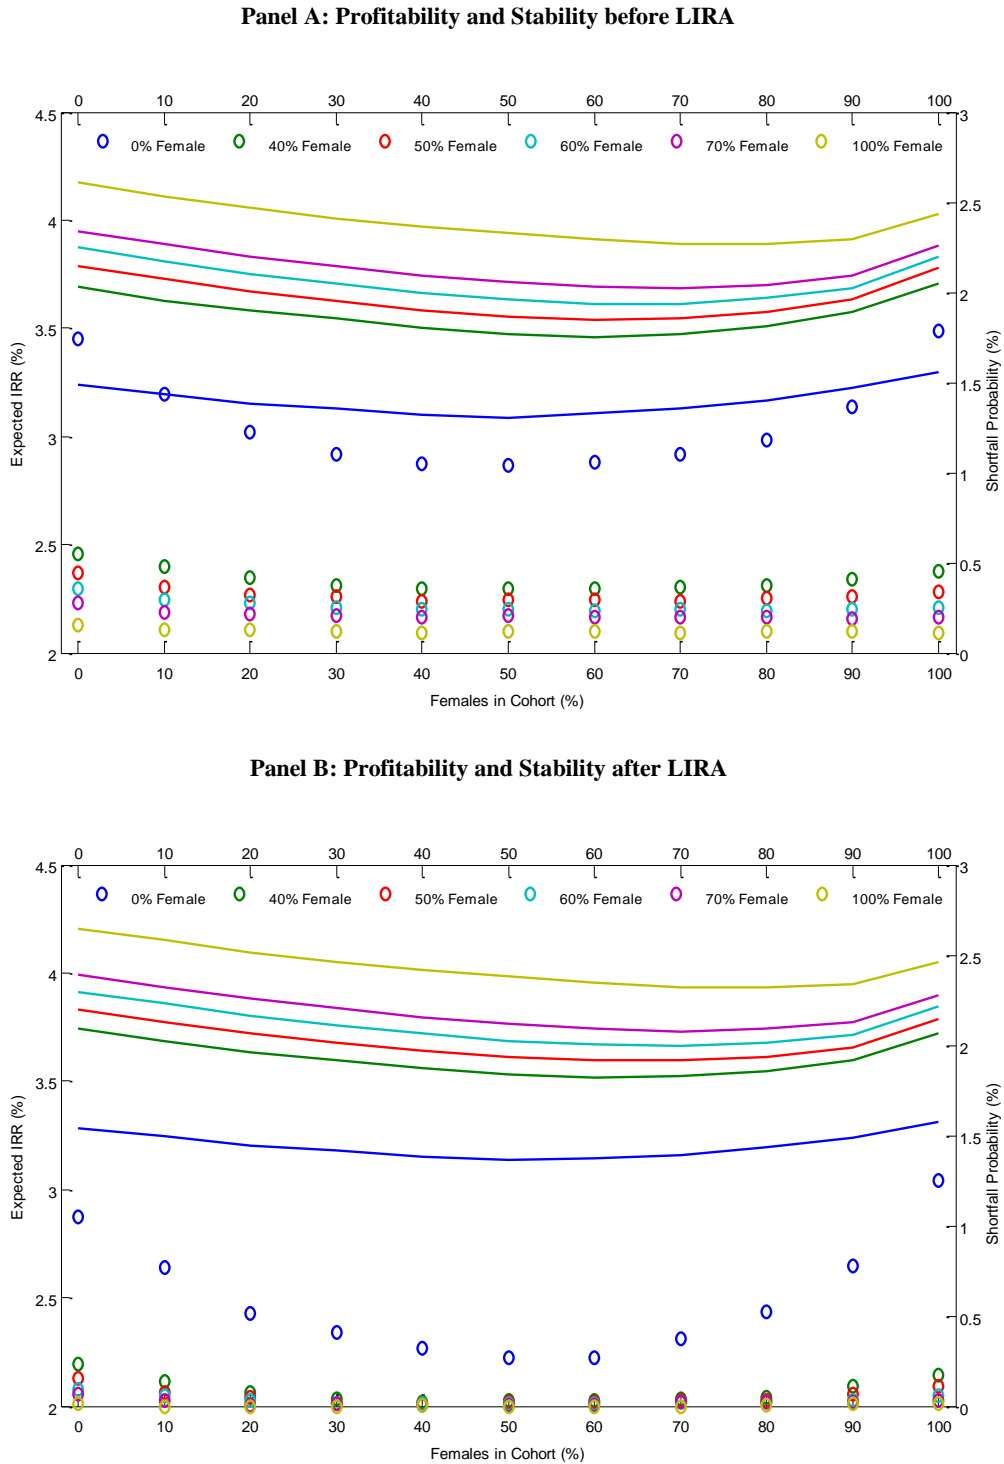 Panel A: Profitability and Stability before LIRA
0 10 20 30 40 50 60 70 80 90 100
4.5 3
0% Female 40% Female 50% Female 60% Female 70% Female 100% Female
2.5
4
2
3.5
Expected IRR (%)
Shortfall Probability (%)
1.5
3
1
2.5
0.5
2 0
0 10 20 30 40 50 60 70 80 90 100
Females in Cohort (%)
Panel B: Profitability and Stability after LIRA
0 10 20 30 40 50 60 70 80 90 100
4.5 3
0% Female 40% Female 50% Female 60% Female 70% Female 100% Female
2.5
4
2
3.5
Expected IRR (%)
Shortfall Probability (%)
1.5
3
1
2.5
0.5
2 0
0 10 20 30 40 50 60 70 80 90 100
Females in Cohort (%)